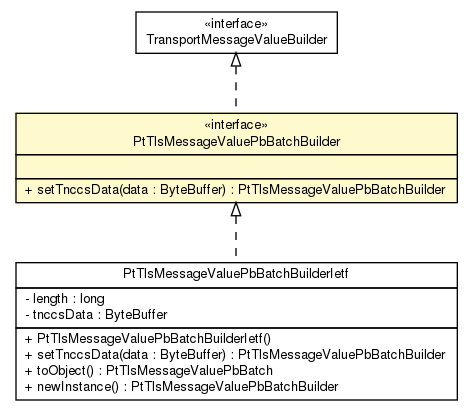 «interface»
TransportMessageValueBuilder
«interface»
PtTlsMessageValuePbBatchBuilder
+ setTnccsData(data : ByteBuffer) : PtTlsMessageValuePbBatchBuilder
PtTlsMessageValuePbBatchBuilderIetf
- length : long
- tnccsData : ByteBuffer
+ PtTlsMessageValuePbBatchBuilderIetf()
+ setTnccsData(data : ByteBuffer) : PtTlsMessageValuePbBatchBuilder
+ toObject() : PtTlsMessageValuePbBatch
+ newInstance() : PtTlsMessageValuePbBatchBuilder